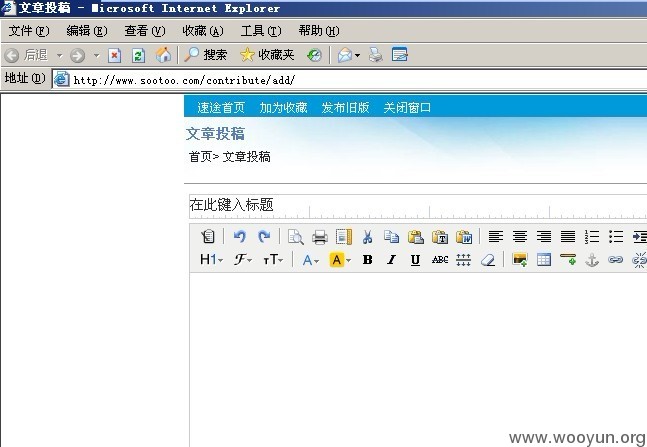 文章投稿 - Microsoft Internet Explorer
文件(F) 编辑(E) 查看(V) 收藏(A) 工具(T) 帮助(H)
后退 搜索 收藏夹
地址(D) http://www.sootoo.com/contribute/add/
速途首页 加为收藏 发布旧版 关闭窗口
文章投稿
首页> 文章投稿
在此键入标题
H1 F TT A A B I U ABC
www.wooyun.org